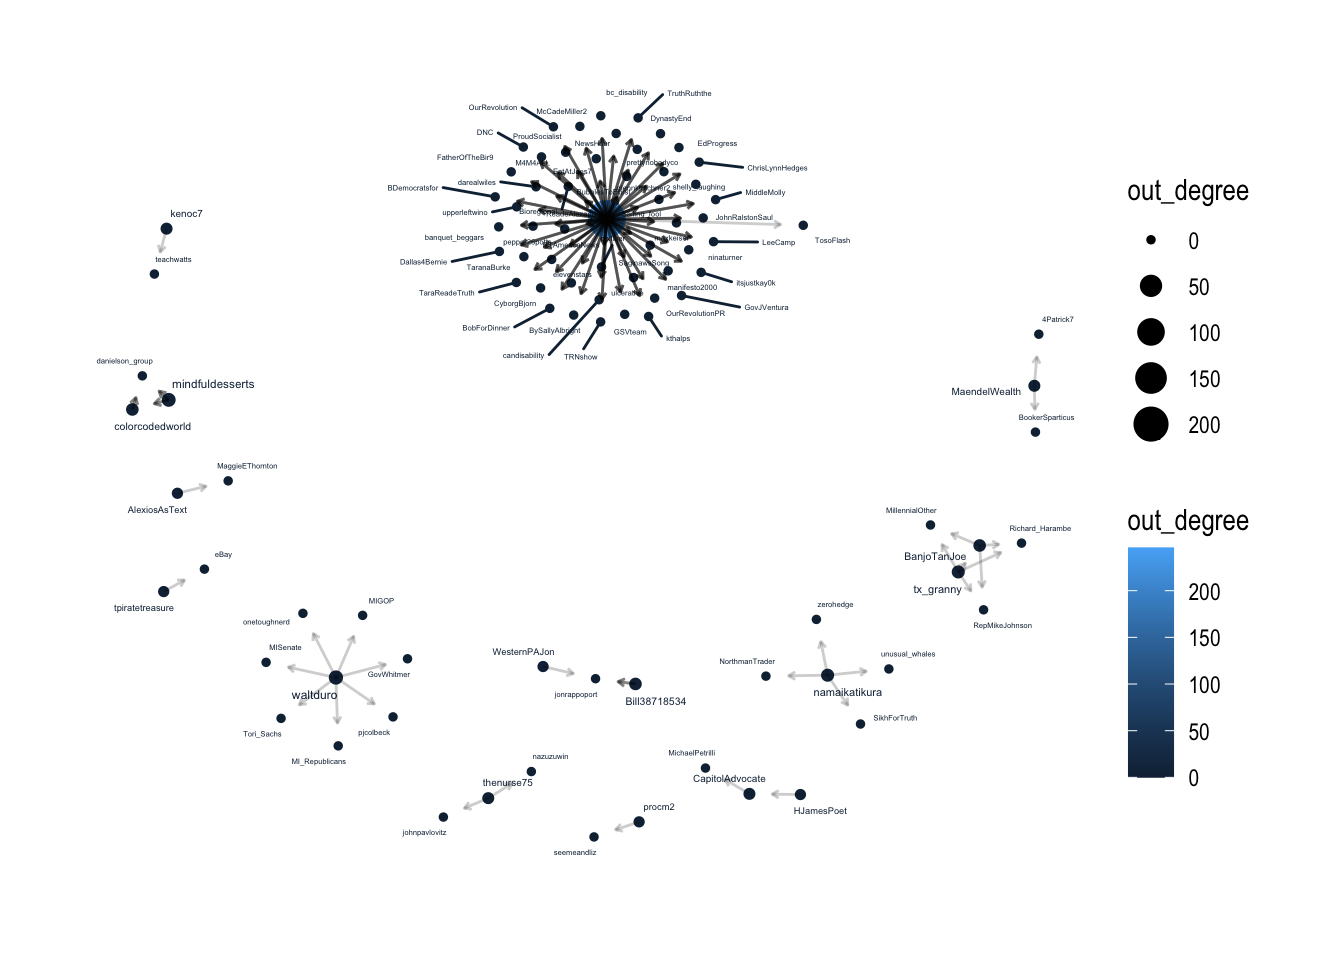 bc_disability
TruthRuththe
OurRevolution
McCadeMiller2
DynastyEnd
DNC
ProudSocialist
NewsHitler
EdProgress
FatherOfTheBir9
M4M4ALL
prettynobodyco
ChrisLynnHedges
darealwiles
shelly_laughing
BDemocratsfor
MiddleMolly
upperleftwino
JohnRalstonSaul
banquet_beggars
LeeCamp
TosoFlash
Dallas4Bernie
TaranaBurke
SaginawaSong
ninaturner
elevenstars
itsjustkay0k
TaraReadeTruth
manifesto2000
CyborgBjorn
GovJVentura
OurRevolutionPR
BobForDinner
BySallyAlbright
GSVteam
kthalps
candisability
TRNshow
kenoc7
teachwatts
danielson_group
mindfuldesserts
colorcodedworld
4Patrick7
MaendelWealth
BookerSparticus
MaggieEThornton
AlexiosAsText
eBay
tpiratetreasure
MillennialOther
Richard_Harambe
BanjoTanJoe
tx_granny
RepMikeJohnson
onetoughnerd
MIGOP
MISenate
GovWhitmer
waltduro
Tori_Sachs
pjcolbeck
MI_Republicans
WesternPAJon
jonrappoport
Bill38718534
zerohedge
NorthmanTrader
unusual_whales
namaikatikura
SikhForTruth
nazuzuwin
thenurse75
johnpavlovitz
procm2
seemeandliz
MichaelPetrilli
CapitolAdvocate
HJamesPoet
out_degree
0
50
100
150
200
out_degree
200
150
100
50
0